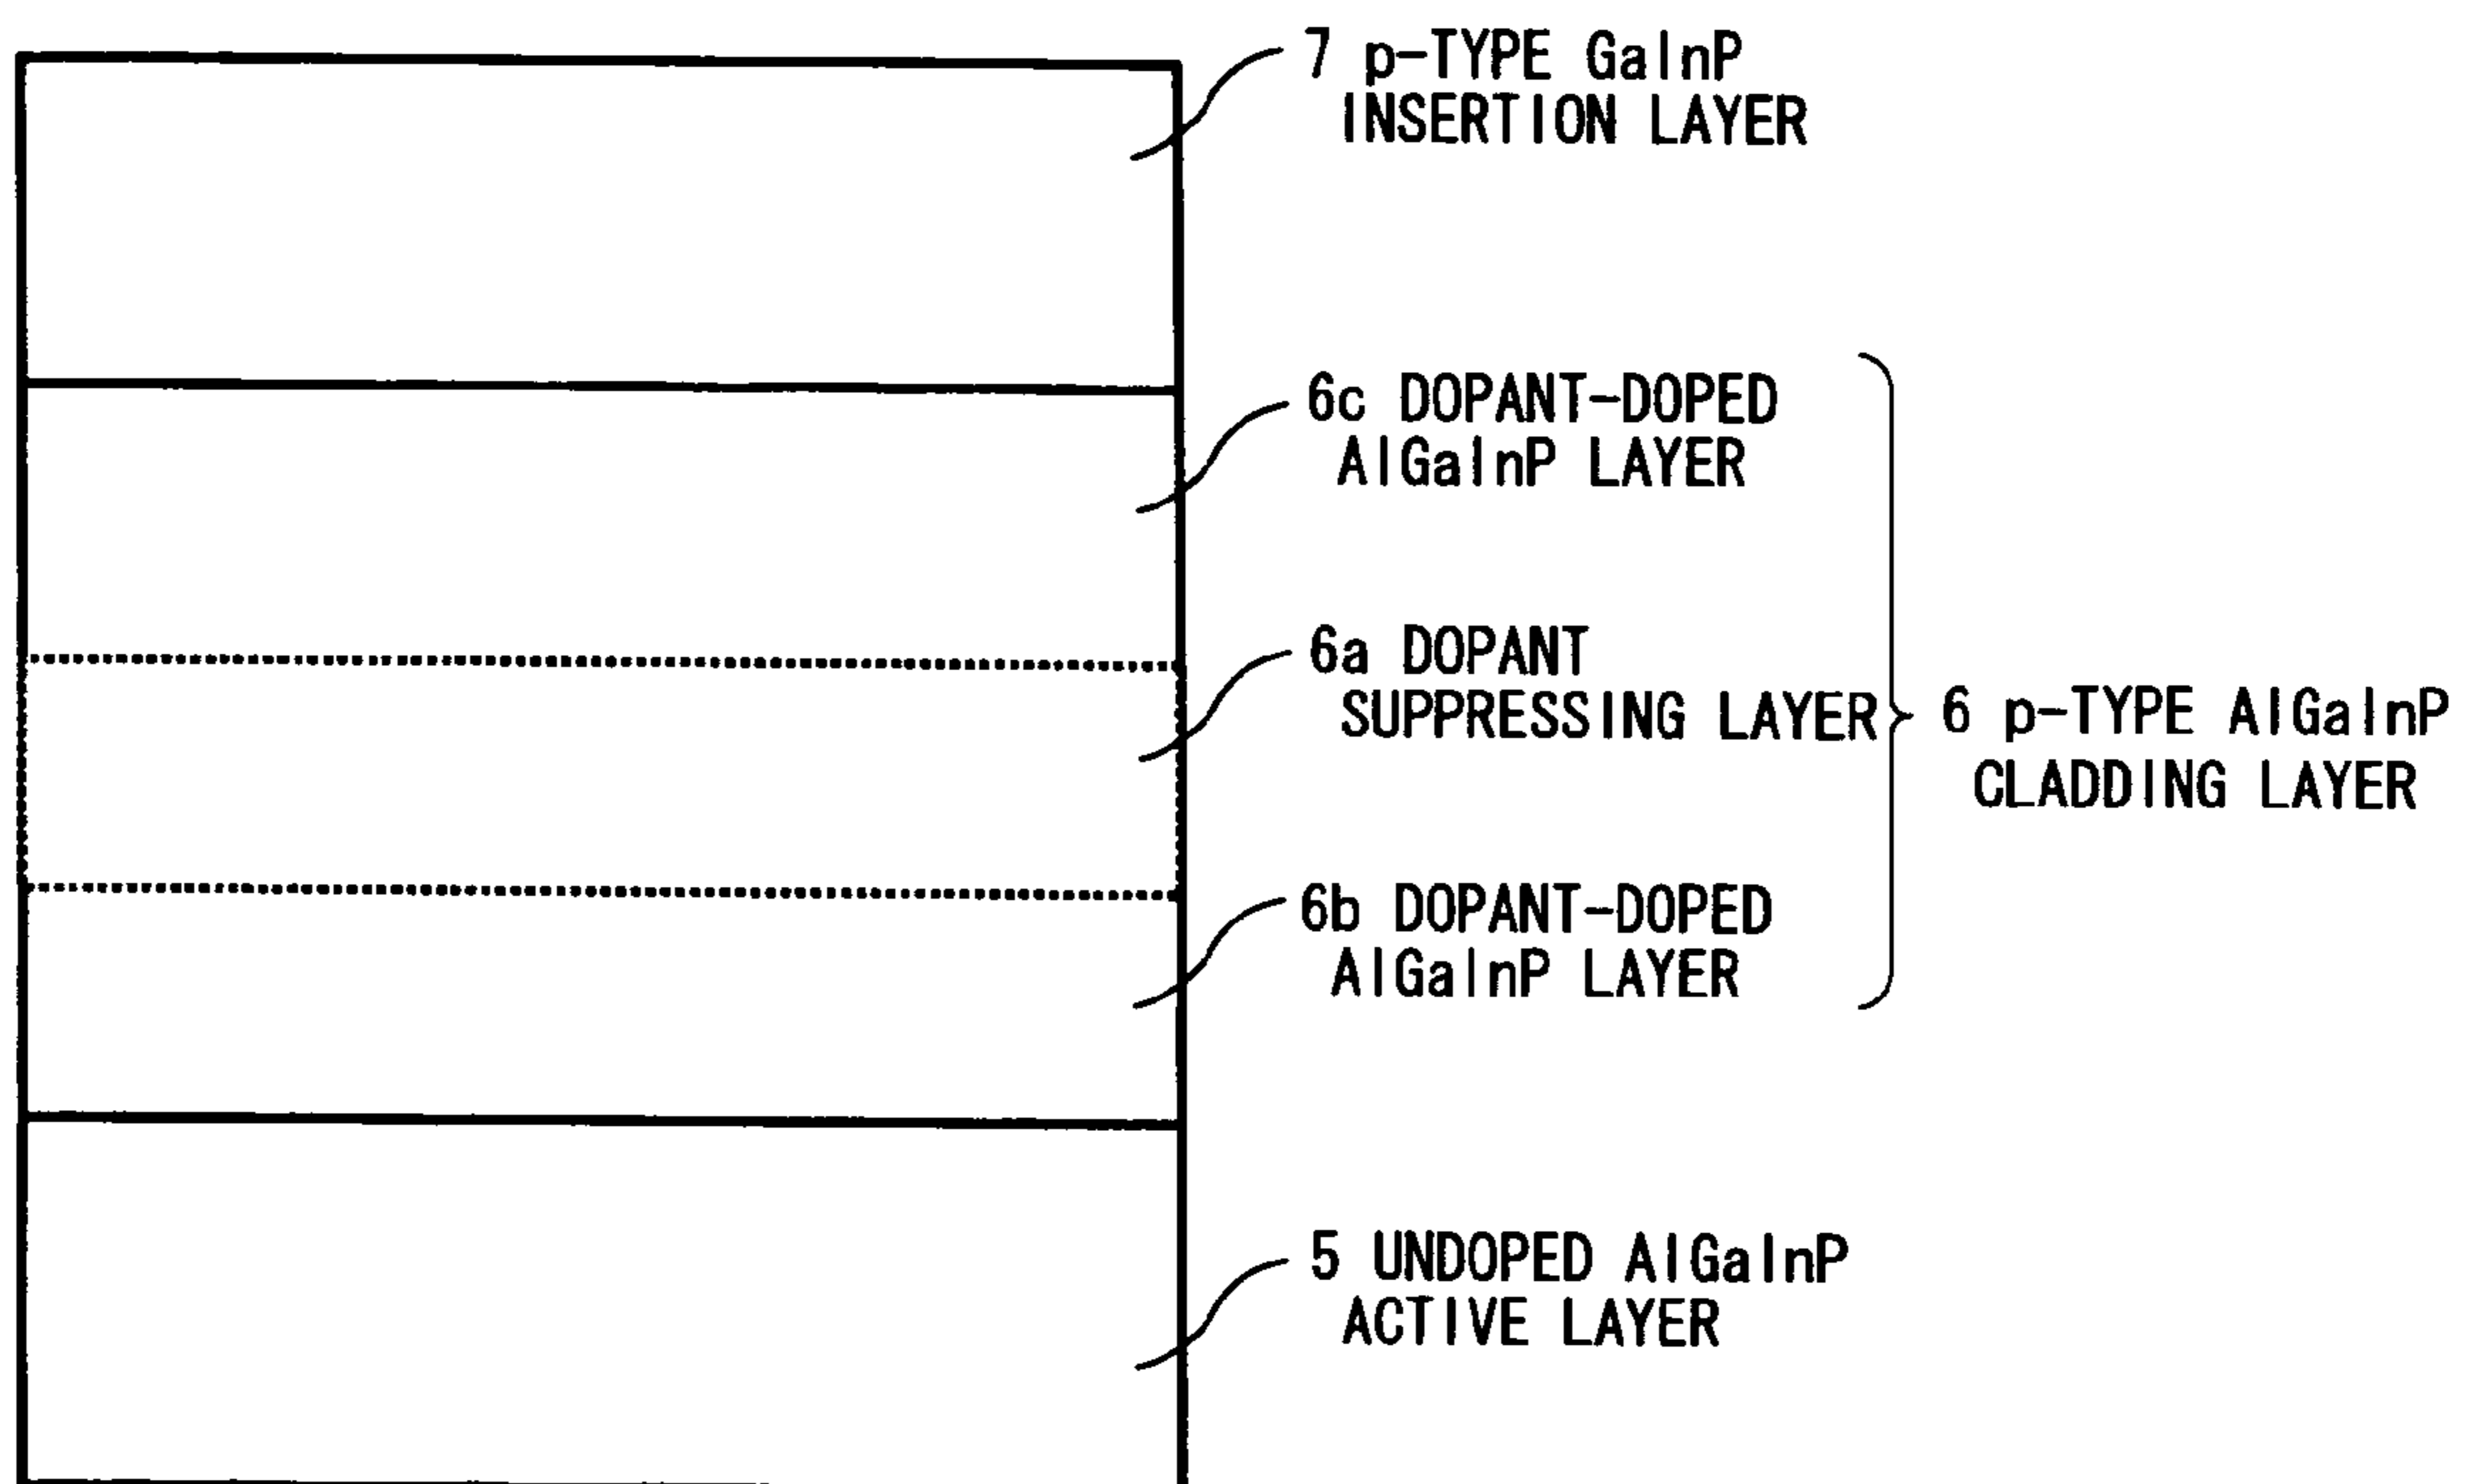 7 p-TYPE GaInP
INSERTION LAYER
6c DOPANT-DOPED
AlGaInP LAYER
6a DOPANT
SUPPRESSING LAYER
6b DOPANT-DOPED
AlGaInP LAYER
6 p-TYPE AlGaInP
CLADDING LAYER
5 UNDOPED AlGaInP
ACTIVE LAYER